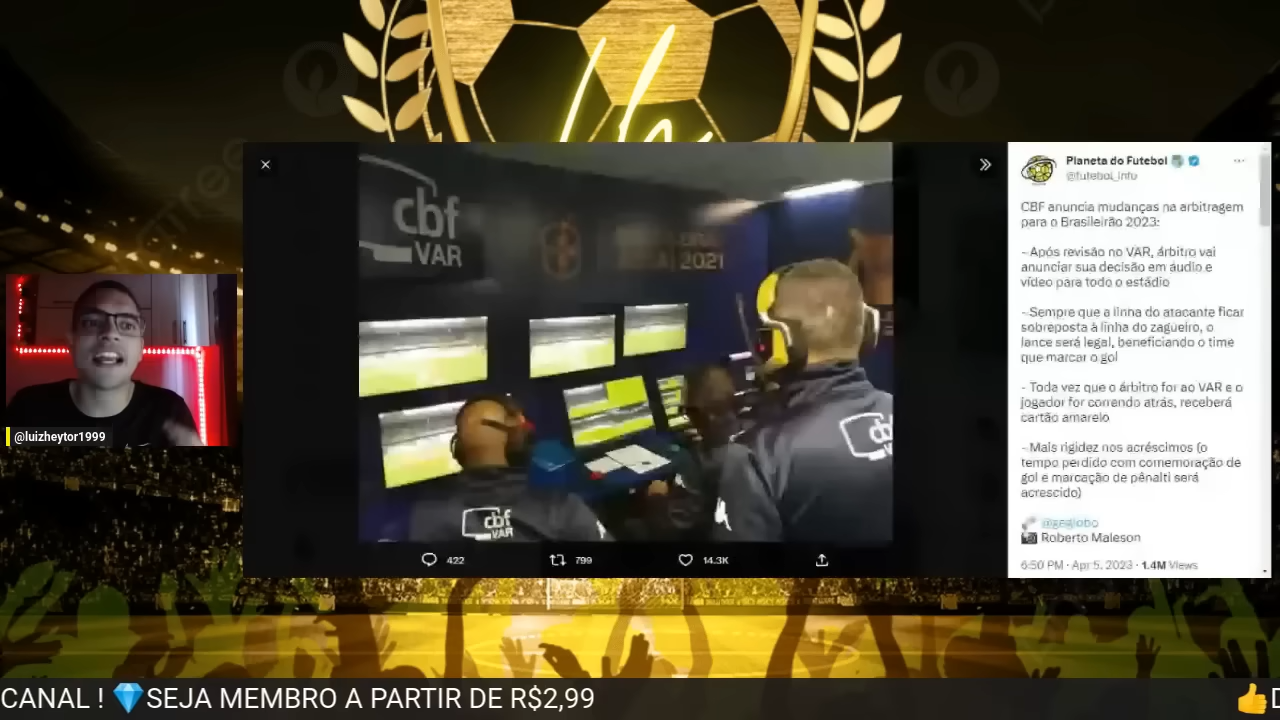 lh
Planeta do Futebol
@futebol_info
CBF anuncia mudanças na arbitragem
para o Brasileirão 2023:
- Após revisão no VAR, árbitro vai
anunciar sua decisão em áudio e
vídeo para todo o estádio
- Sempre que a linha do atacante ficar
sobreposta à linha do zagueiro, o
lance será legal, beneficiando o time
que marcar o gol
- Toda vez que o árbitro for ao VAR e o
jogador for correndo atrás, receberá
cartão amarelo
- Mais rigidez nos acréscimos (o
tempo perdido com comemoração de
gol e marcação de pênalti será
acrescido)
@geglobo
Roberto Maleson
6:50 PM · Apr 5, 2023 · 1.4M Views
cbf
VAR
2021
cb
cbf
VAR
422
799
14.3K
@luizheytor1999
CANAL ! 💎SEJA MEMBRO A PARTIR DE R$2,99
👍D